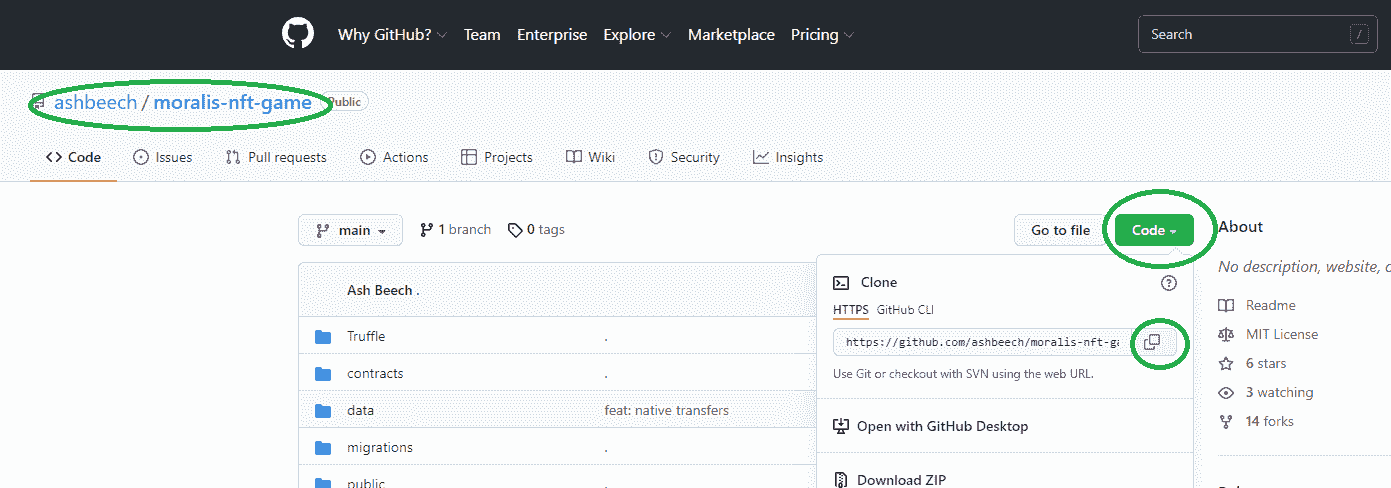 Why GitHub? Team Enterprise Explore Marketplace Pricing Search /
ashbeech / moralis-nft-game Public
<> Code Issues Pull requests Actions Projects Wiki Security Insights
main 1 branch 0 tags Go to file Code About
No description, website, o
Ash Beech . Clone ?
HTTPS GitHub CLI Readme
Truffle . https://github.com/ashbeech/moralis-nft-ga MIT License
contracts . Use Git or checkout with SVN using the web URL. 6 stars
data feat: native transfers 3 watching
Open with GitHub Desktop 14 forks
migrations .
public . Download ZIP